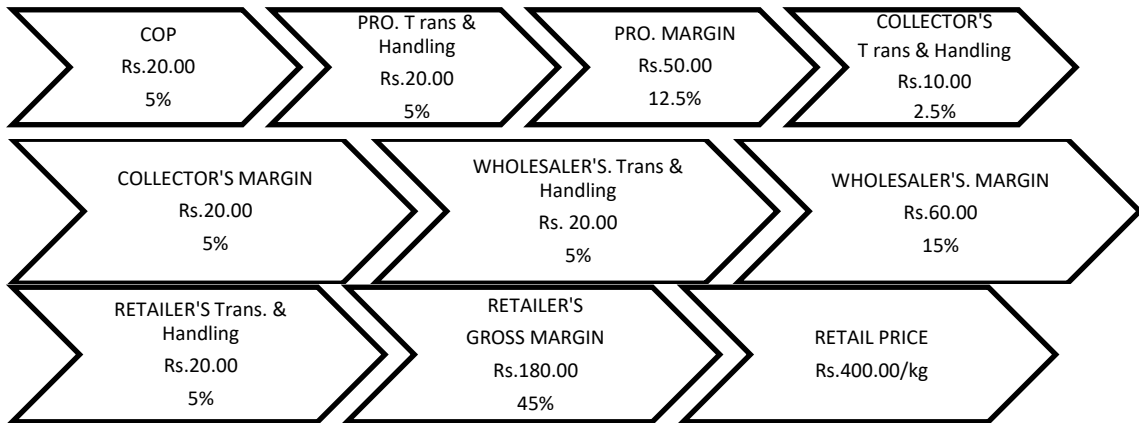 COP
Rs.20.00
5%
PRO. T rans &
Handling
Rs.20.00
5%
PRO. MARGIN
Rs.50.00
12.5%
COLLECTOR'S
T rans & Handling
Rs.10.00
2.5%
COLLECTOR'S MARGIN
Rs.20.00
5%
WHOLESALER'S. Trans &
Handling
Rs. 20.00
5%
WHOLESALER'S. MARGIN
Rs.60.00
15%
RETAILER'S Trans. &
Handling
Rs.20.00
5%
RETAILER'S
GROSS MARGIN
Rs.180.00
45%
RETAIL PRICE
Rs.400.00/kg